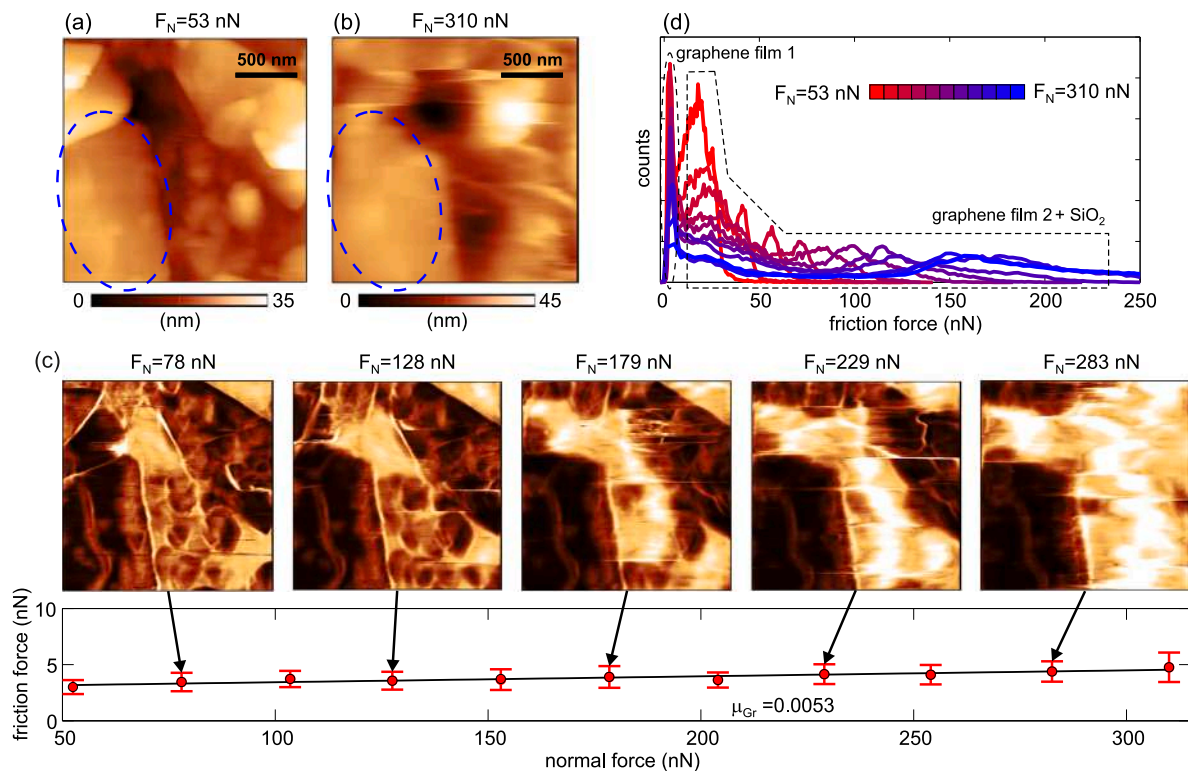 (a)
F_N=53 nN
500 nm
0
35
(nm)
(b)
F_N=310 nN
500 nm
0
45
(nm)
(d)
graphene film 1
F_N=53 nN
F_N=310 nN
graphene film 2 + SiO₂
counts
0
50
100
150
200
250
friction force (nN)
(c)
F_N=78 nN
F_N=128 nN
F_N=179 nN
F_N=229 nN
F_N=283 nN
friction force (nN)
10
5
0
μ_Gr =0.0053
50
100
150
200
250
300
normal force (nN)